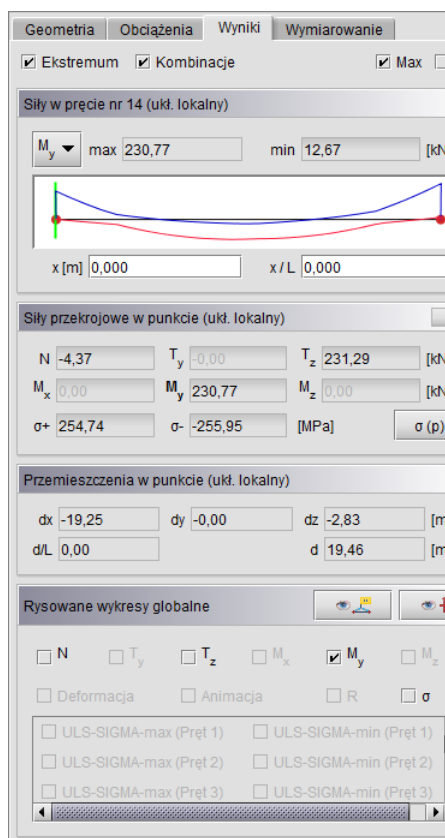 Geometria Obciążenia Wyniki Wymiarowanie
Ekstremum Kombinacje Max
Siły w pręcie nr 14 (ukł. lokalny)
My max 230,77 min 12,67 [kN
x [m] 0,000 x / L 0,000
Siły przekrojowe w punkcie (ukł. lokalny)
N -4,37 Ty -0,00 Tz 231,29 [kN
Mx 0,00 My 230,77 Mz 0,00 [kN
σ+ 254,74 σ- -255,95 [MPa] σ (p)
Przemieszczenia w punkcie (ukł. lokalny)
dx -19,25 dy -0,00 dz -2,83 [m
d/L 0,00 d 19,46 [m
Rysowane wykresy globalne
N Ty Tz Mx My Mz
Deformacja Animacja R σ
ULS-SIGMA-max (Pręt 1) ULS-SIGMA-min (Pręt 1)
ULS-SIGMA-max (Pręt 2) ULS-SIGMA-min (Pręt 2)
ULS-SIGMA-max (Pręt 3) ULS-SIGMA-min (Pręt 3)